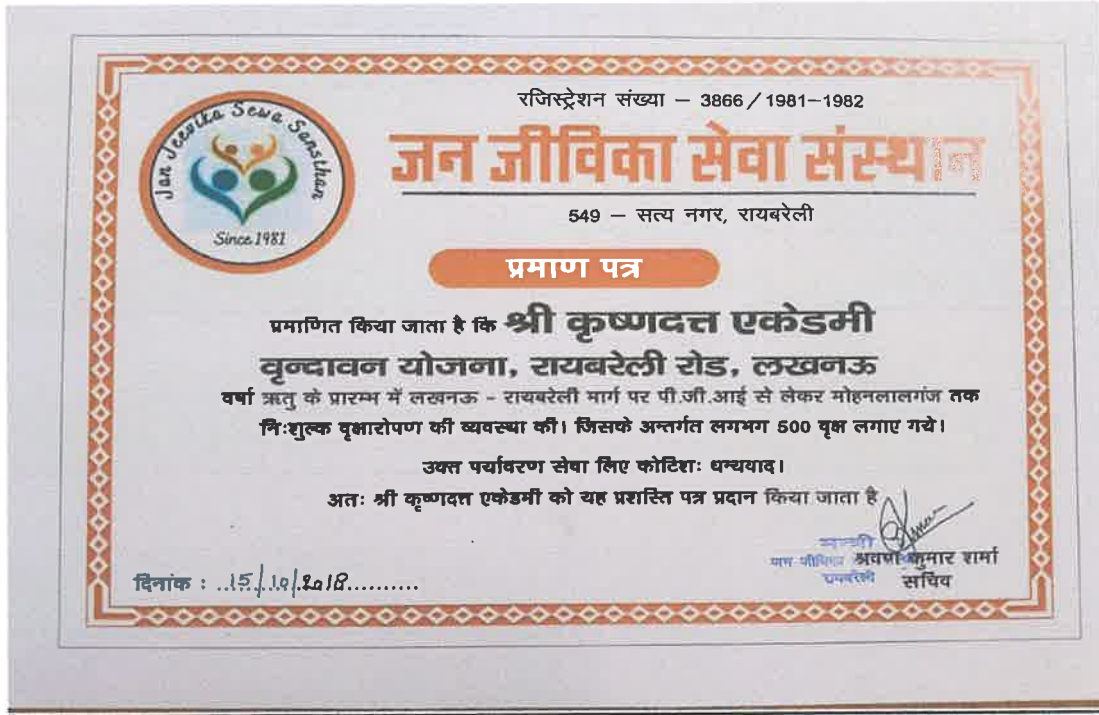 रजिस्ट्रेशन संख्या – 3866/1981-1982
Jan Jeevika Sewa Sansthan
Since 1981
जन जीविका सेवा संस्थान
549 – सत्य नगर, रायबरेली
प्रमाण पत्र
प्रमाणित किया जाता है कि श्री कृष्णदत्त एकेडमी
वृन्दावन योजना, रायबरेली रोड, लखनऊ
वर्षा ऋतु के प्रारम्भ में लखनऊ - रायबरेली मार्ग पर पी.जी.आई से लेकर मोहनलालगंज तक
निःशुल्क वृक्षारोपण की व्यवस्था की। जिसके अन्तर्गत लगभग 500 वृक्ष लगाए गये।
उक्त पर्यावरण सेवा लिए कोटिशः धन्यवाद।
अतः श्री कृष्णदत्त एकेडमी को यह प्रशस्ति पत्र प्रदान किया जाता है
मन्त्री
श्रवण कुमार शर्मा
रायबरेली
सचिव
दिनांक : ..15/10/2018..........